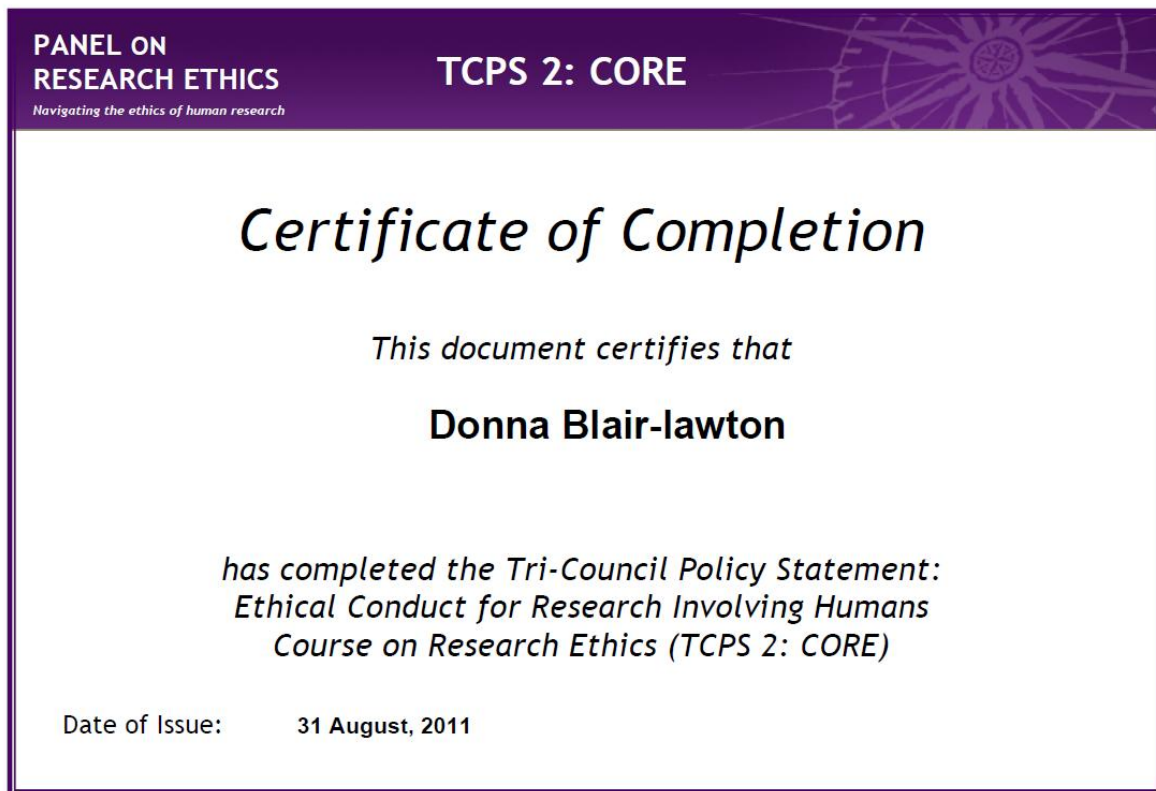 PANEL ON
RESEARCH ETHICS
Navigating the ethics of human research
TCPS 2: CORE
Certificate of Completion
This document certifies that
Donna Blair-lawton
has completed the Tri-Council Policy Statement:
Ethical Conduct for Research Involving Humans
Course on Research Ethics (TCPS 2: CORE)
Date of Issue: 31 August, 2011